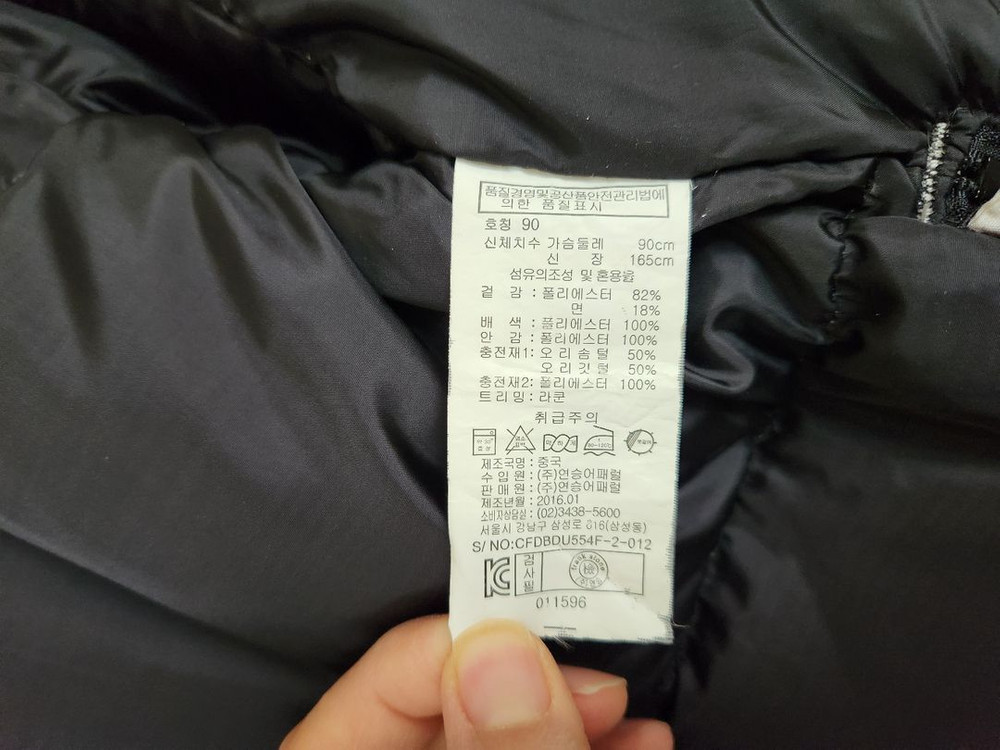 품질경영및공산품안전관리법에
의한 품질표시
호칭 90
신체치수 가슴둘레 90cm
신 장 165cm
섬유의조성 및 혼용율
겉 감 : 폴리에스터 82%
면 18%
배 색 : 폴리에스터 100%
안 감 : 폴리에스터 100%
충전재1: 오 리 솜 털 50%
오 리 깃 털 50%
충전재2: 폴리에스터 100%
트 리 밍 : 라쿤
취 급 주 의
제조국명 : 중국
수 입 원 : (주)연승어패럴
판 매 원 : (주)연승어패럴
제조년월 : 2016.01
소비자상담실 : (02)3438-5600
서울시 강남구 삼성로 (삼성동)
S/ NO:CFDBDU554F-2-012
검사필
frank stone
011596